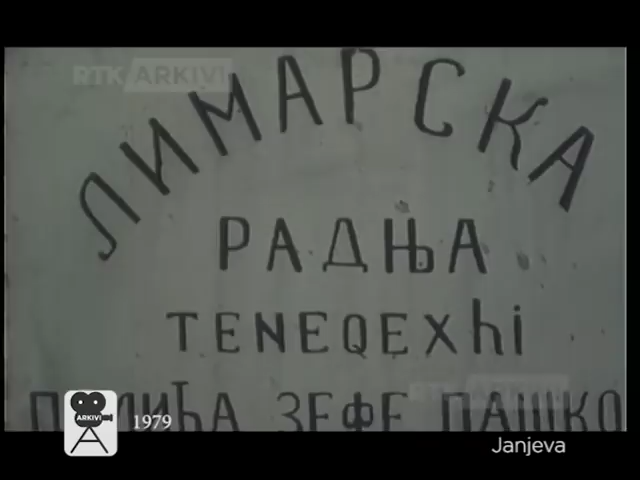 RTK ARKIVI
ЛИМАРСКА
РАДЊА
TENEQEXhi
ЗЕФЕ ПАШКО
ARKIVI
1979
Janjeva